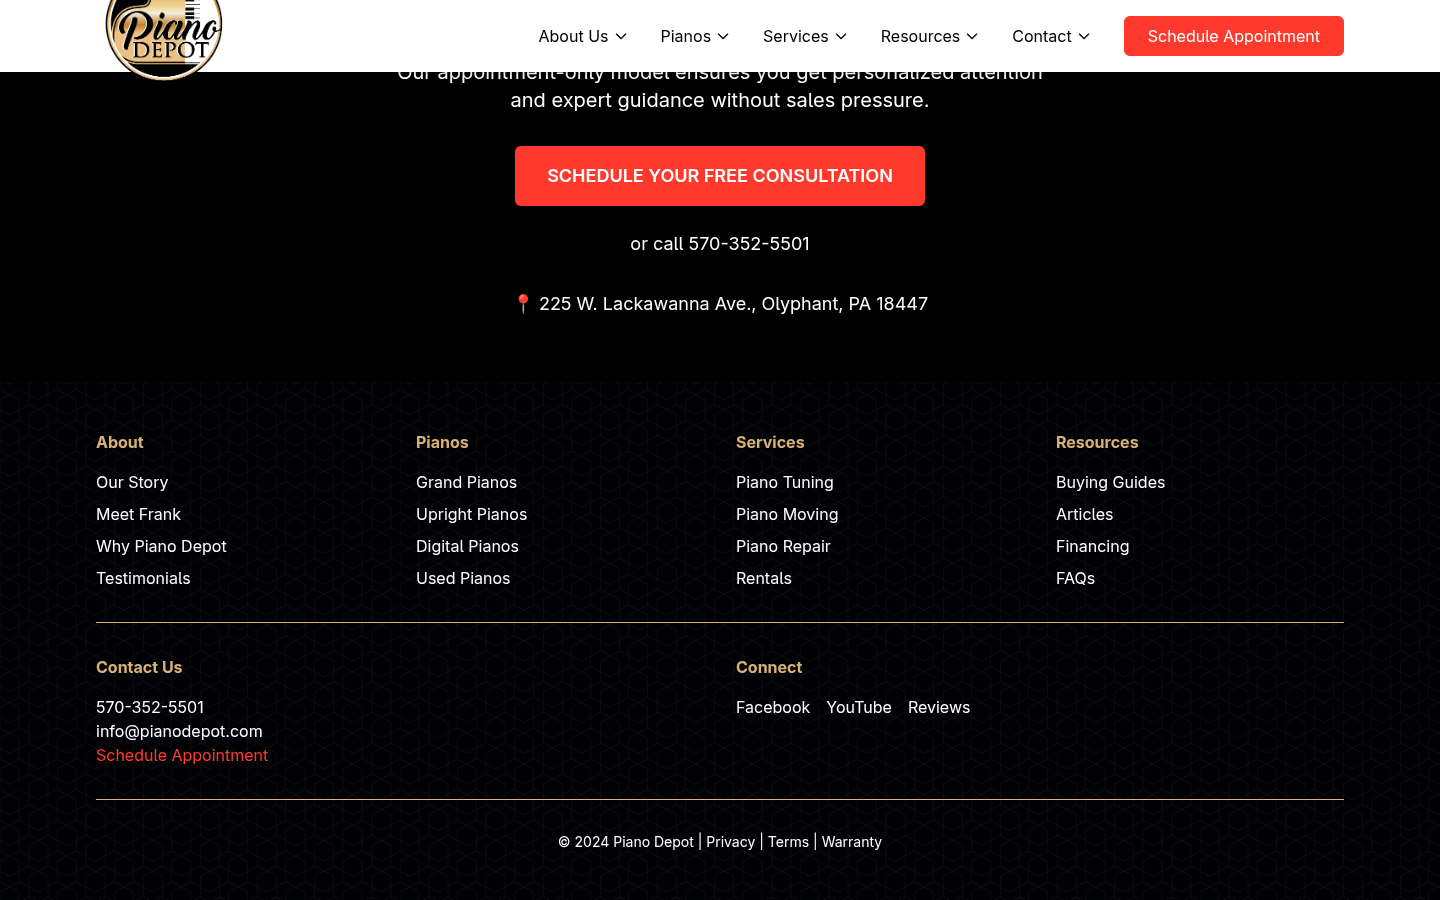 Piano
DEPOT
About Us
Pianos
Services
Resources
Contact
Schedule Appointment
Our appointment-only model ensures you get personalized attention
and expert guidance without sales pressure.
SCHEDULE YOUR FREE CONSULTATION
or call 570-352-5501
📍 225 W. Lackawanna Ave., Olyphant, PA 18447
About
Our Story
Meet Frank
Why Piano Depot
Testimonials
Pianos
Grand Pianos
Upright Pianos
Digital Pianos
Used Pianos
Services
Piano Tuning
Piano Moving
Piano Repair
Rentals
Resources
Buying Guides
Articles
Financing
FAQs
Contact Us
570-352-5501
info@pianodepot.com
Schedule Appointment
Connect
Facebook YouTube Reviews
© 2024 Piano Depot | Privacy | Terms | Warranty